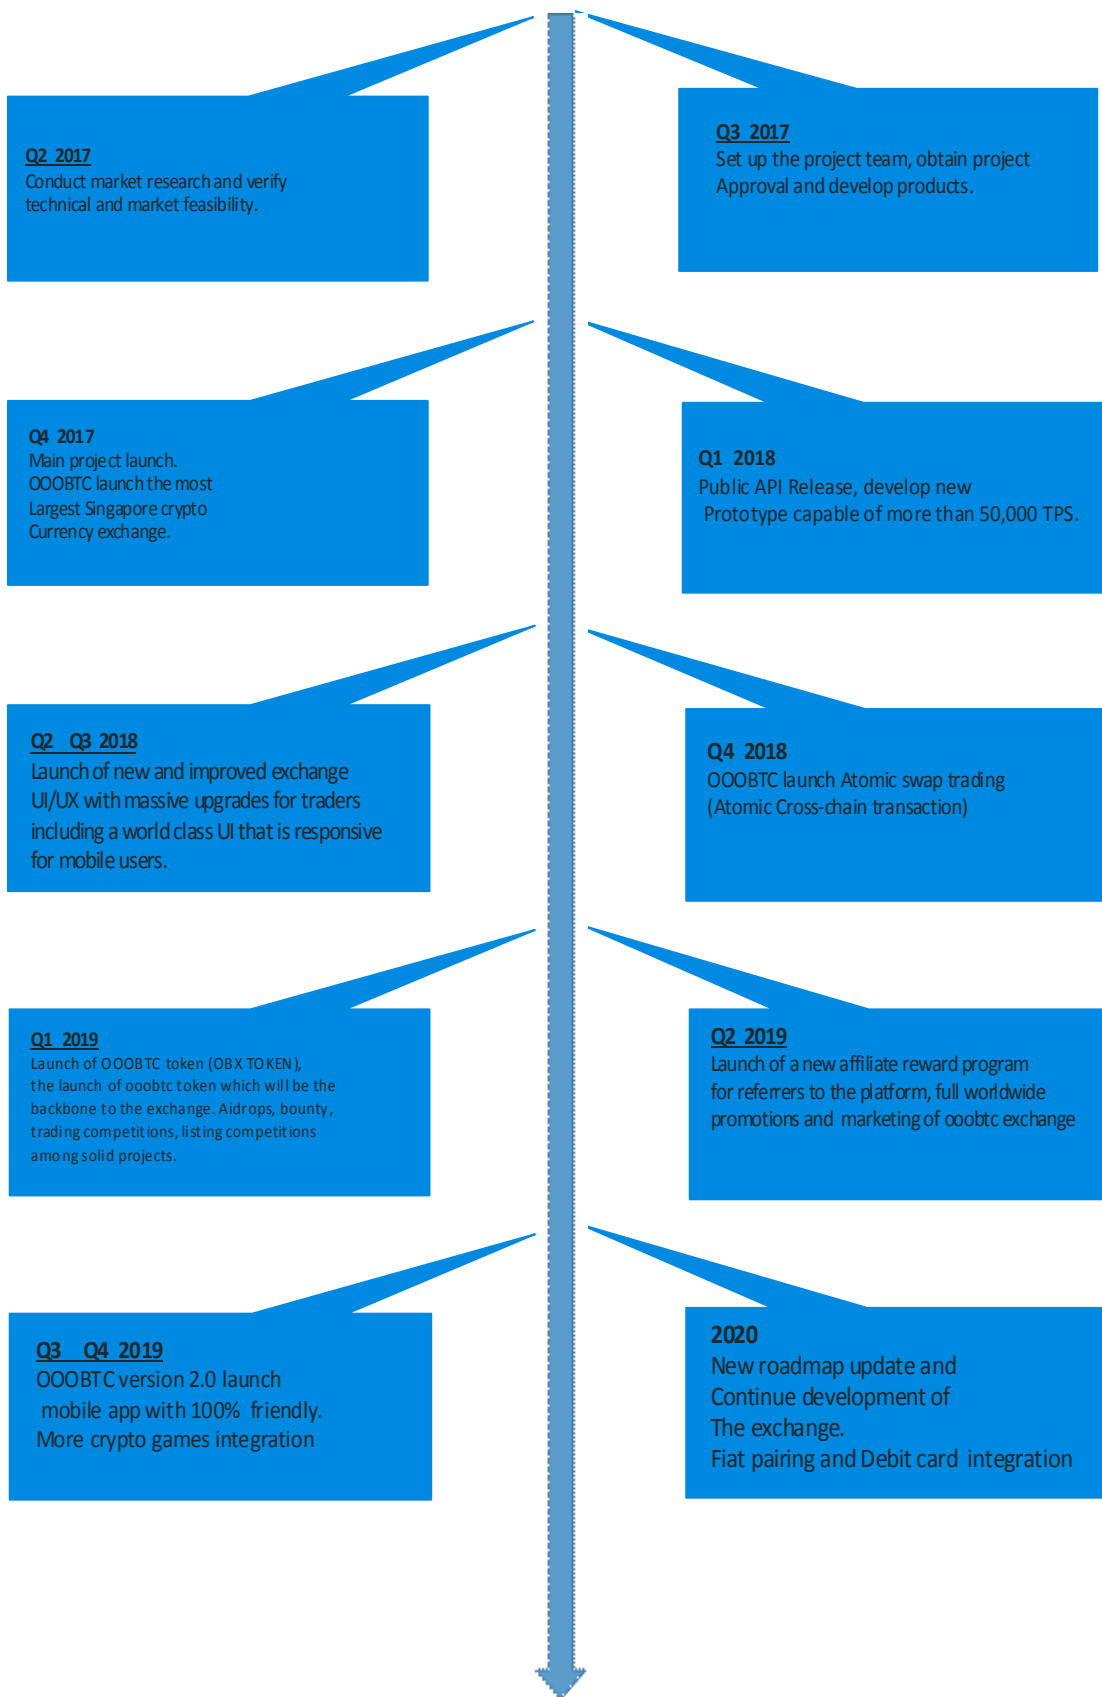 Q2 2017
Conduct market research and verify
technical and market feasibility.
Q3 2017
Set up the project team, obtain project
Approval and develop products.
Q4 2017
Main project launch.
OOOBTC launch the most
Largest Singapore crypto
Currency exchange.
Q1 2018
Public API Release, develop new
Prototype capable of more than 50,000 TPS.
Q2 Q3 2018
Launch of new and improved exchange
UI/UX with massive upgrades for traders
including a world class UI that is responsive
for mobile users.
Q4 2018
OOOBTC launch Atomic swap trading
(Atomic Cross-chain transaction)
Q1 2019
Launch of OOOBTC token (OBX TOKEN),
the launch of ooobtc token which will be the
backbone to the exchange. Aidrops, bounty,
trading competitions, listing competitions
among solid projects.
Q2 2019
Launch of a new affiliate reward program
for referrers to the platform, full worldwide
promotions and marketing of ooobtc exchange
Q3 Q4 2019
OOOBTC version 2.0 launch
mobile app with 100% friendly.
More crypto games integration
2020
New roadmap update and
Continue development of
The exchange.
Fiat pairing and Debit card integration